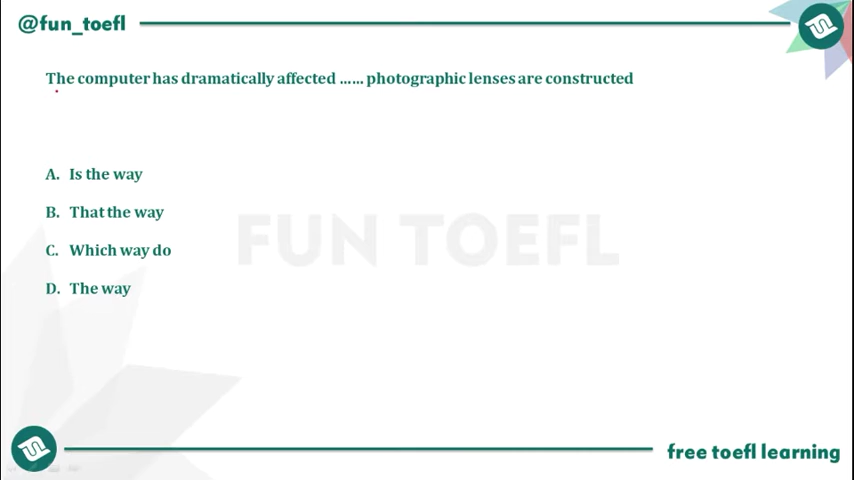 @fun_toefl
The computer has dramatically affected ...... photographic lenses are constructed
A. Is the way
B. That the way
C. Which way do
D. The way
FUN TOEFL
free toefl learning